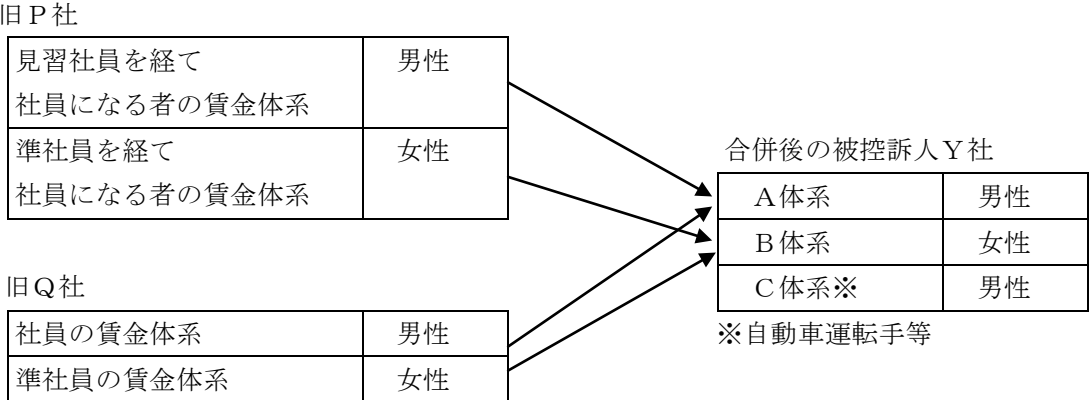 旧Ｐ社
見習社員を経て 男性
社員になる者の賃金体系
準社員を経て 女性
社員になる者の賃金体系
旧Ｑ社
社員の賃金体系 男性
準社員の賃金体系 女性
合併後の被控訴人Ｙ社
Ａ体系 男性
Ｂ体系 女性
Ｃ体系※ 男性
※自動車運転手等